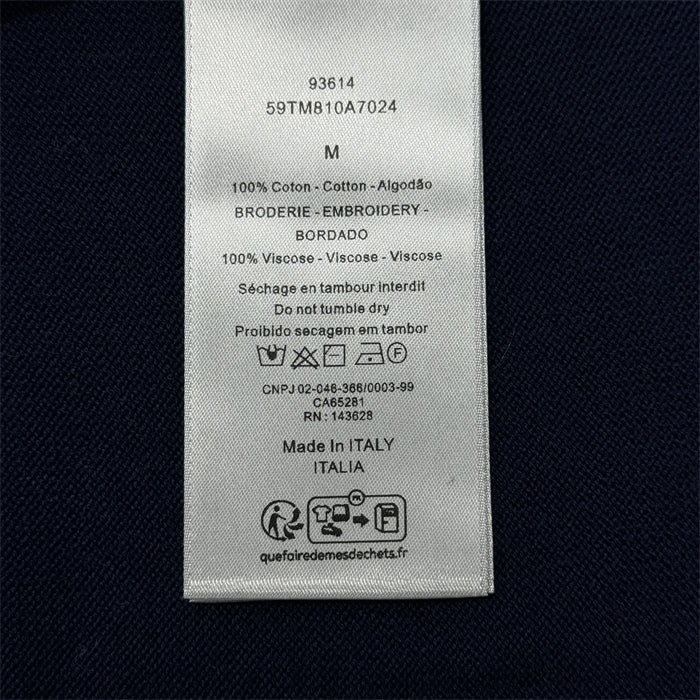 93614
59TM810A7024
M
100% Coton - Cotton - Algodão
BRODERIE - EMBROIDERY -
BORDADO
100% Viscose - Viscose - Viscose
Séchage en tambour interdit
Do not tumble dry
Proibido secagem em tambor
F
CNPJ 02-046-366/0003-99
CA65281
RN : 143628
Made In ITALY
ITALIA
FR
quefairedemesdechets.fr